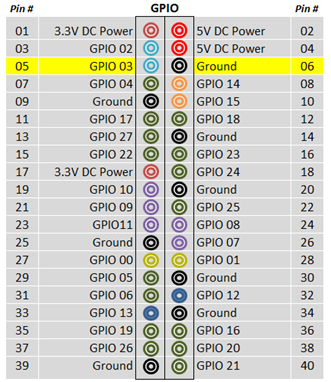 Pin # GPIO Pin #
01 3.3V DC Power 5V DC Power 02
03 GPIO 02 5V DC Power 04
05 GPIO 03 Ground 06
07 GPIO 04 GPIO 14 08
09 Ground GPIO 15 10
11 GPIO 17 GPIO 18 12
13 GPIO 27 Ground 14
15 GPIO 22 GPIO 23 16
17 3.3V DC Power GPIO 24 18
19 GPIO 10 Ground 20
21 GPIO 09 GPIO 25 22
23 GPIO11 GPIO 08 24
25 Ground GPIO 07 26
27 GPIO 00 GPIO 01 28
29 GPIO 05 Ground 30
31 GPIO 06 GPIO 12 32
33 GPIO 13 Ground 34
35 GPIO 19 GPIO 16 36
37 GPIO 26 GPIO 20 38
39 Ground GPIO 21 40